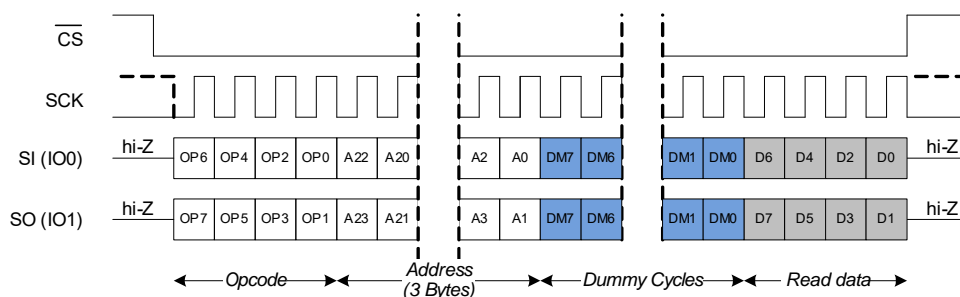 CS
SCK
SI (IO0) hi-Z OP6 OP4 OP2 OP0 A22 A20 A2 A0 DM7 DM6 DM1 DM0 D6 D4 D2 D0 hi-Z
SO (IO1) hi-Z OP7 OP5 OP3 OP1 A23 A21 A3 A1 DM7 DM6 DM1 DM0 D7 D5 D3 D1 hi-Z
Opcode Address Dummy Cycles Read data
(3 Bytes)